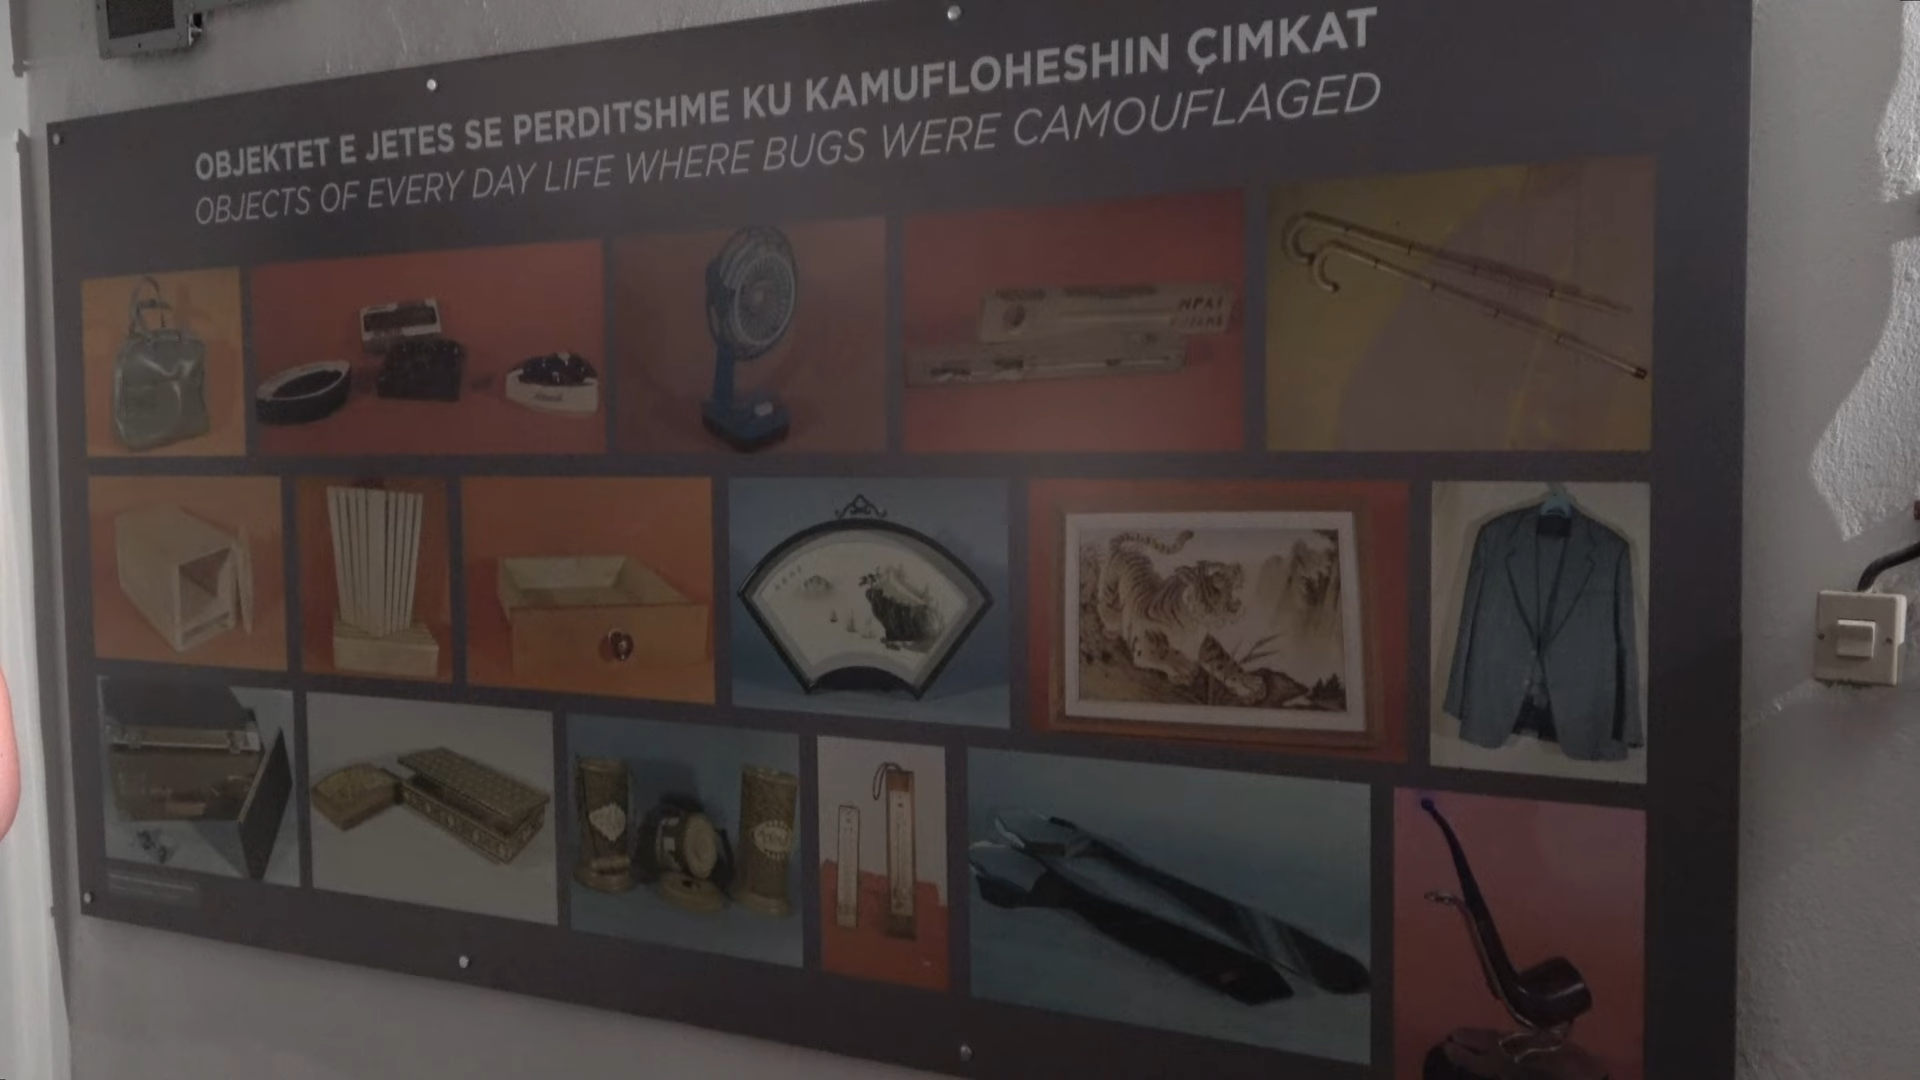 OBJEKTET E JETES SE PERDITSHME KU KAMUFLOHESHIN ÇIMKAT
OBJECTS OF EVERY DAY LIFE WHERE BUGS WERE CAMOUFLAGED